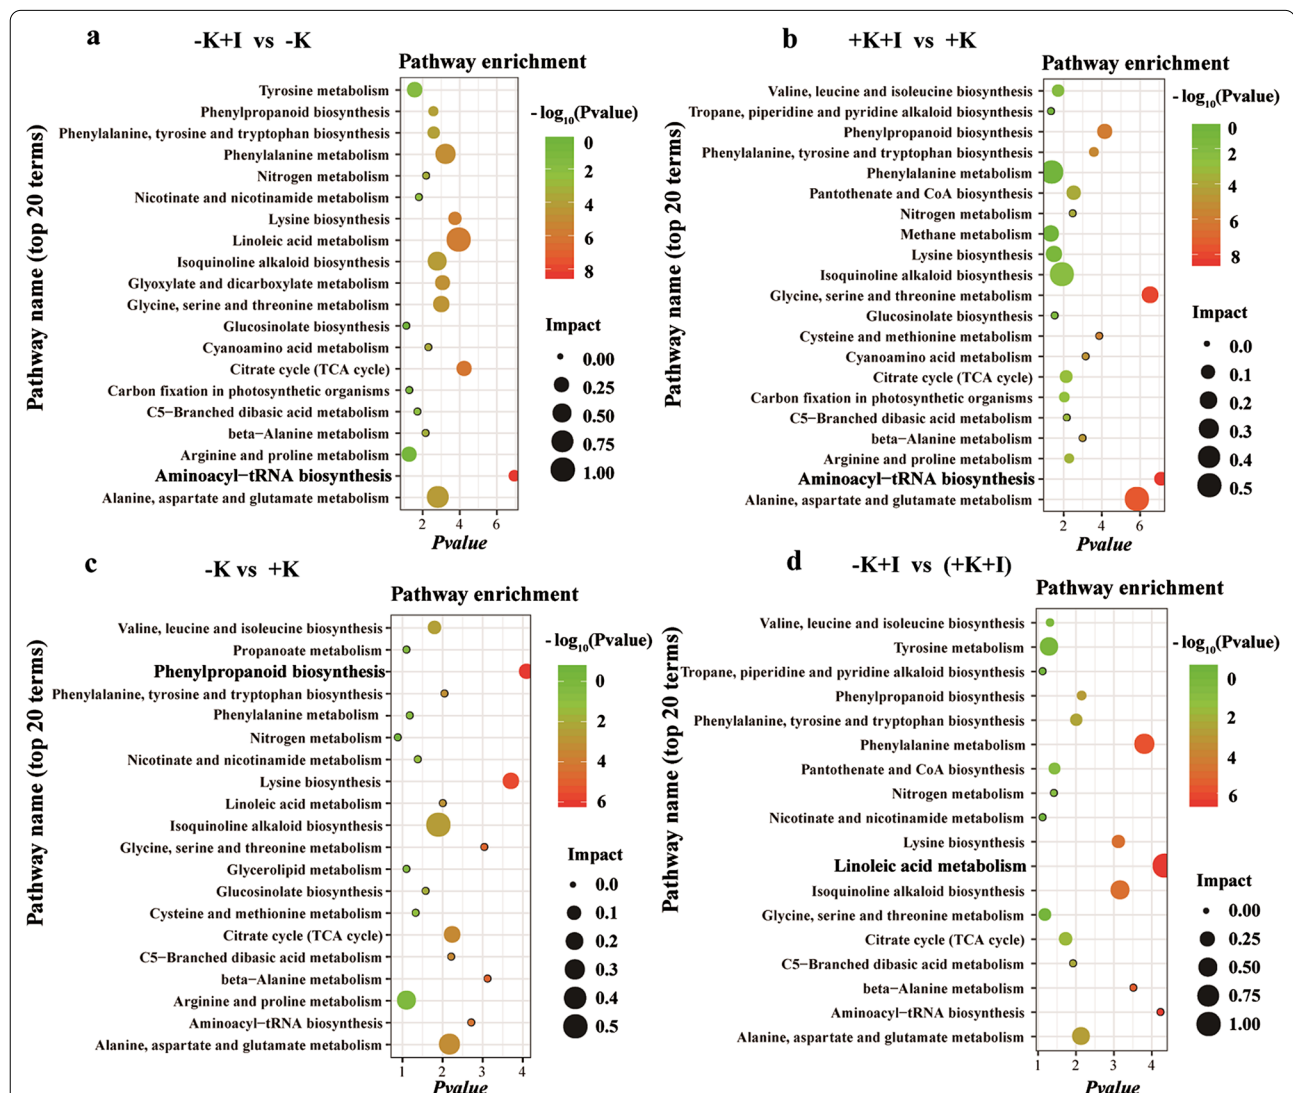 a
-K+I vs -K
Pathway enrichment
Pathway name (top 20 terms)
Tyrosine metabolism
Phenylpropanoid biosynthesis
Phenylalanine, tyrosine and tryptophan biosynthesis
Phenylalanine metabolism
Nitrogen metabolism
Nicotinate and nicotinamide metabolism
Lysine biosynthesis
Linoleic acid metabolism
Isoquinoline alkaloid biosynthesis
Glyoxylate and dicarboxylate metabolism
Glycine, serine and threonine metabolism
Glucosinolate biosynthesis
Cyanoamino acid metabolism
Citrate cycle (TCA cycle)
Carbon fixation in photosynthetic organisms
C5−Branched dibasic acid metabolism
beta−Alanine metabolism
Arginine and proline metabolism
Aminoacyl−tRNA biosynthesis
Alanine, aspartate and glutamate metabolism
2 4 6
Pvalue
- log10(Pvalue)
0
2
4
6
8
Impact
0.00
0.25
0.50
0.75
1.00
b
+K+I vs +K
Pathway enrichment
Pathway name (top 20 terms)
Valine, leucine and isoleucine biosynthesis
Tropane, piperidine and pyridine alkaloid biosynthesis
Phenylpropanoid biosynthesis
Phenylalanine, tyrosine and tryptophan biosynthesis
Phenylalanine metabolism
Pantothenate and CoA biosynthesis
Nitrogen metabolism
Methane metabolism
Lysine biosynthesis
Isoquinoline alkaloid biosynthesis
Glycine, serine and threonine metabolism
Glucosinolate biosynthesis
Cysteine and methionine metabolism
Cyanoamino acid metabolism
Citrate cycle (TCA cycle)
Carbon fixation in photosynthetic organisms
C5−Branched dibasic acid metabolism
beta−Alanine metabolism
Arginine and proline metabolism
Aminoacyl−tRNA biosynthesis
Alanine, aspartate and glutamate metabolism
2 4 6
Pvalue
- log10(Pvalue)
0
2
4
6
8
Impact
0.0
0.1
0.2
0.3
0.4
0.5
c
-K vs +K
Pathway enrichment
Pathway name (top 20 terms)
Valine, leucine and isoleucine biosynthesis
Propanoate metabolism
Phenylpropanoid biosynthesis
Phenylalanine, tyrosine and tryptophan biosynthesis
Phenylalanine metabolism
Nitrogen metabolism
Nicotinate and nicotinamide metabolism
Lysine biosynthesis
Linoleic acid metabolism
Isoquinoline alkaloid biosynthesis
Glycine, serine and threonine metabolism
Glycerolipid metabolism
Glucosinolate biosynthesis
Cysteine and methionine metabolism
Citrate cycle (TCA cycle)
C5−Branched dibasic acid metabolism
beta−Alanine metabolism
Arginine and proline metabolism
Aminoacyl−tRNA biosynthesis
Alanine, aspartate and glutamate metabolism
1 2 3 4
Pvalue
- log10(Pvalue)
0
2
4
6
Impact
0.0
0.1
0.2
0.3
0.4
0.5
d
-K+I vs (+K+I)
Pathway enrichment
Pathway name (top 20 terms)
Valine, leucine and isoleucine biosynthesis
Tyrosine metabolism
Tropane, piperidine and pyridine alkaloid biosynthesis
Phenylpropanoid biosynthesis
Phenylalanine, tyrosine and tryptophan biosynthesis
Phenylalanine metabolism
Pantothenate and CoA biosynthesis
Nitrogen metabolism
Nicotinate and nicotinamide metabolism
Lysine biosynthesis
Linoleic acid metabolism
Isoquinoline alkaloid biosynthesis
Glycine, serine and threonine metabolism
Citrate cycle (TCA cycle)
C5−Branched dibasic acid metabolism
beta−Alanine metabolism
Aminoacyl−tRNA biosynthesis
Alanine, aspartate and glutamate metabolism
1 2 3 4
Pvalue
- log10(Pvalue)
0
2
4
6
Impact
0.00
0.25
0.50
0.75
1.00